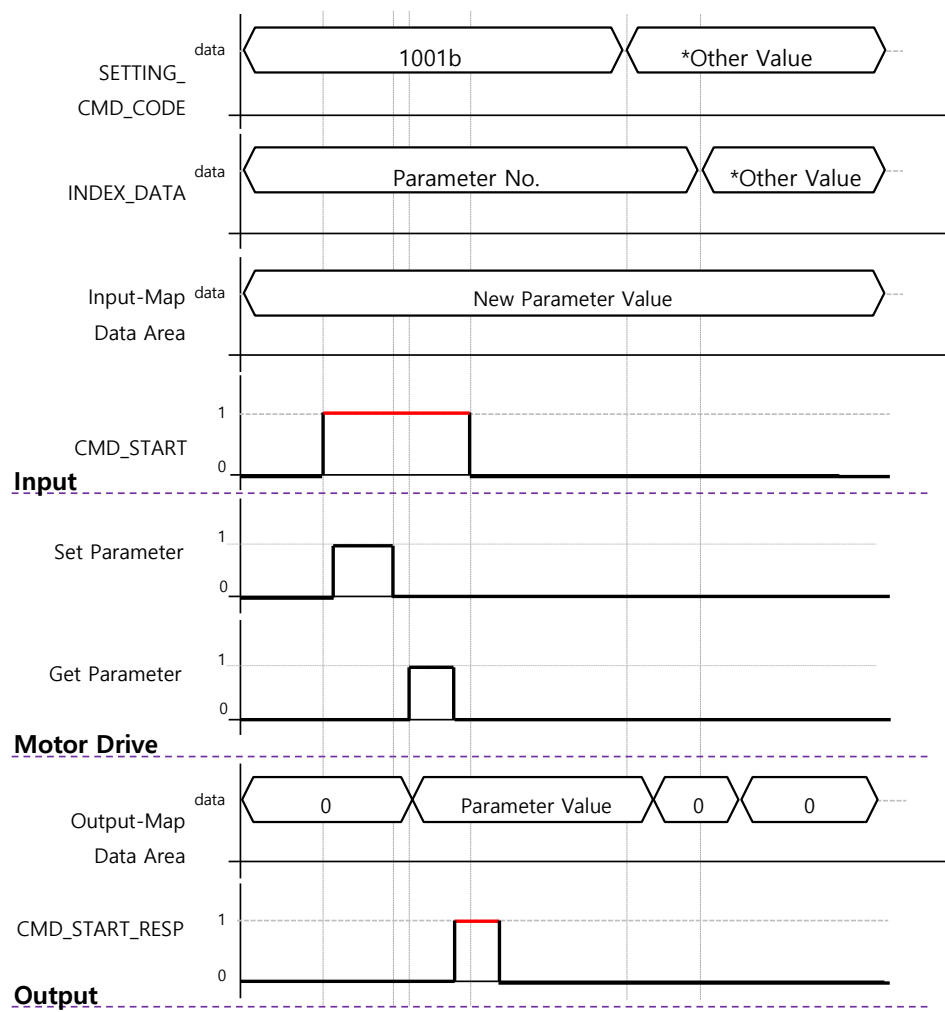 data
1001b
*Other Value
SETTING_
CMD_CODE
data
Parameter No.
*Other Value
INDEX_DATA
data
New Parameter Value
Input-Map
Data Area
1
CMD_START
0
Input
1
Set Parameter
0
1
Get Parameter
0
Motor Drive
data
0
Parameter Value
0
0
Output-Map
Data Area
1
CMD_START_RESP
0
Output